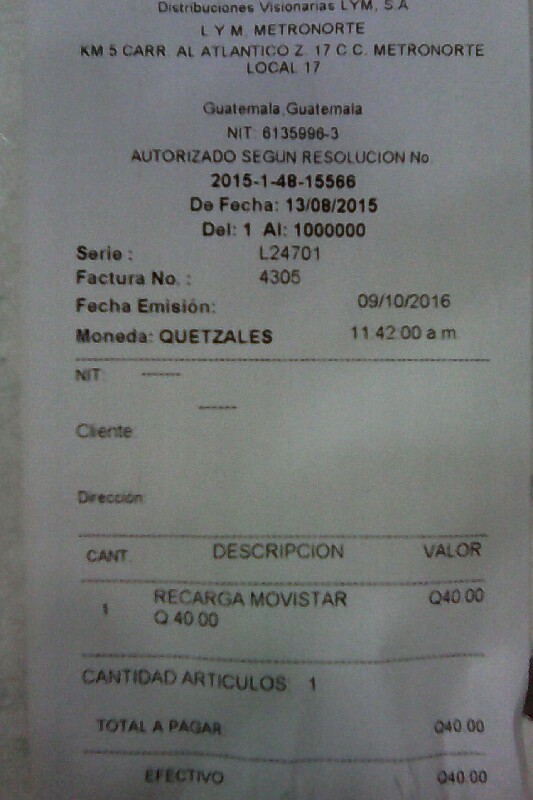 Distribuciones Visionarias LYM, S.A
L Y M METRONORTE
KM 5 CARR. AL ATLANTICO Z. 17 C C. METRONORTE
LOCAL 17
Guatemala,Guatemala
NIT: 6135996-3
AUTORIZADO SEGUN RESOLUCION No.
2015-1-48-15566
De Fecha: 13/08/2015
Del: 1 Al: 1000000
Serie : L24701
Factura No. : 4305
Fecha Emisión: 09/10/2016
Moneda: QUETZALES 11:42:00 a m
NIT: -------
------
Cliente:
Dirección:
CANT. DESCRIPCION VALOR
1 RECARGA MOVISTAR Q40.00
Q 40.00
CANTIDAD ARTICULOS 1
TOTAL A PAGAR Q40.00
EFECTIVO Q40.00